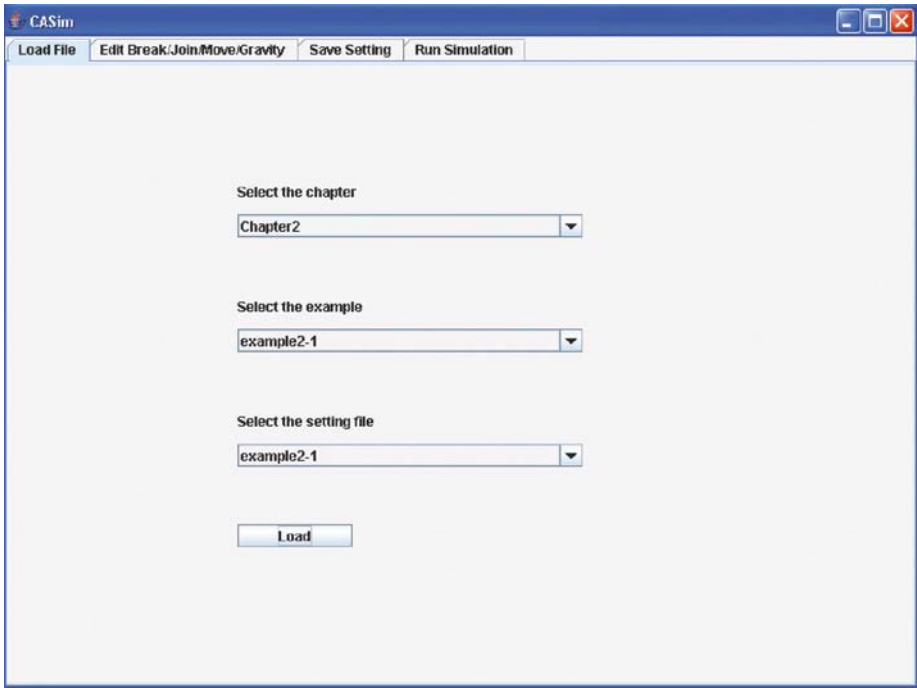 CASim
Load File Edit Break/Join/Move/Gravity Save Setting Run Simulation
Select the chapter
Chapter2
Select the example
example2-1
Select the setting file
example2-1
Load